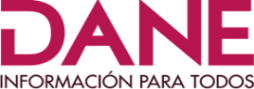 DANE
INFORMACIÓN PARA TODOS